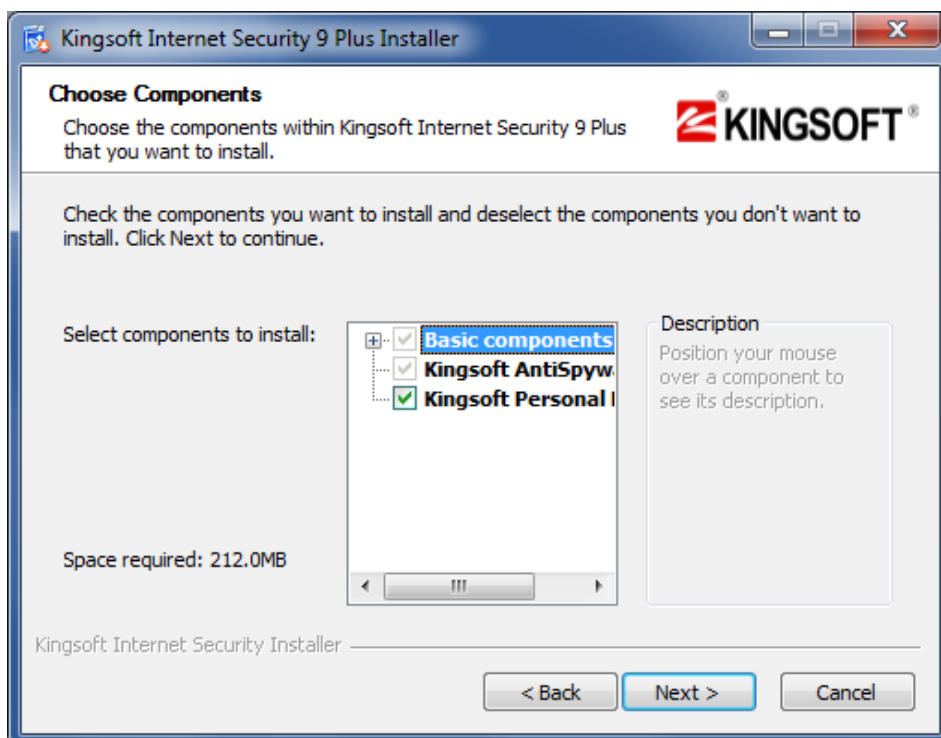 Kingsoft Internet Security 9 Plus Installer
Choose Components
Choose the components within Kingsoft Internet Security 9 Plus
that you want to install.
® KINGSOFT ®
Check the components you want to install and deselect the components you don't want to
install. Click Next to continue.
Select components to install:
Basic components
Kingsoft AntiSpyw
Kingsoft Personal
Description
Position your mouse
over a component to
see its description.
Space required: 212.0MB
Kingsoft Internet Security Installer
< Back
Next >
Cancel